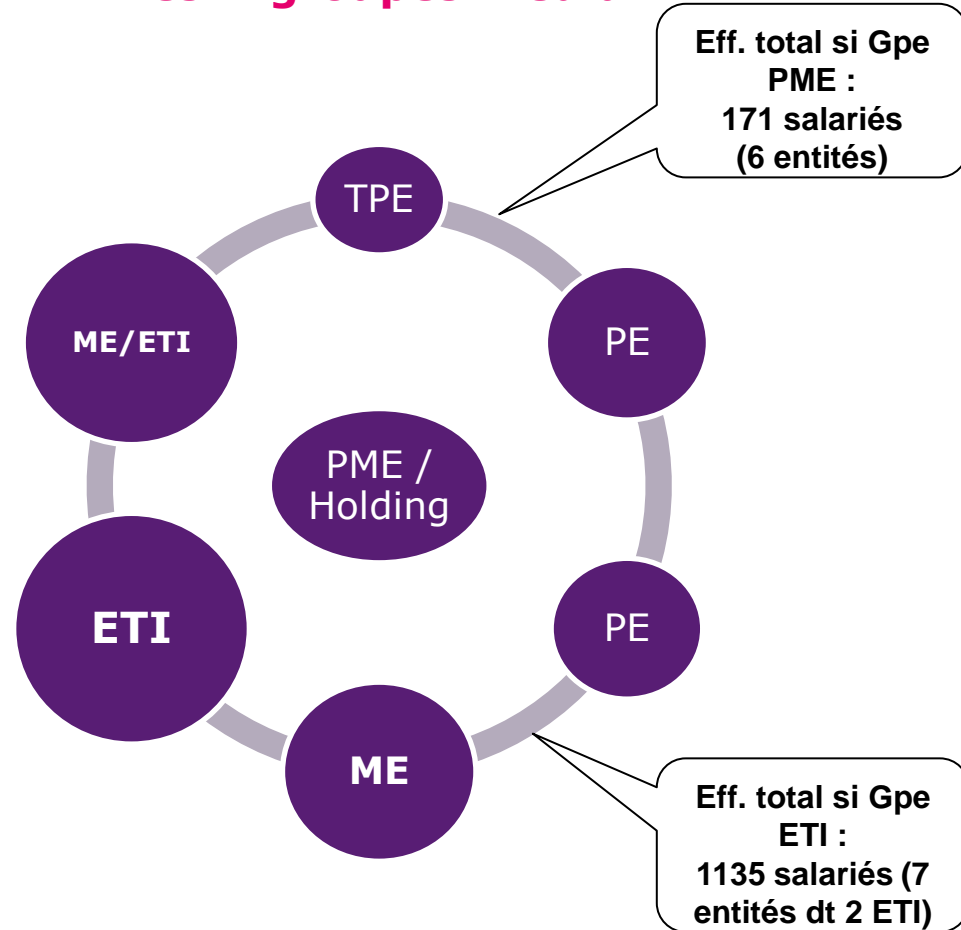 Eff. total si Gpe
PME :
171 salariés
(6 entités)
TPE
ME/ETI
PE
PME /
Holding
ETI
PE
ME
Eff. total si Gpe
ETI :
1135 salariés (7
entités dt 2 ETI)